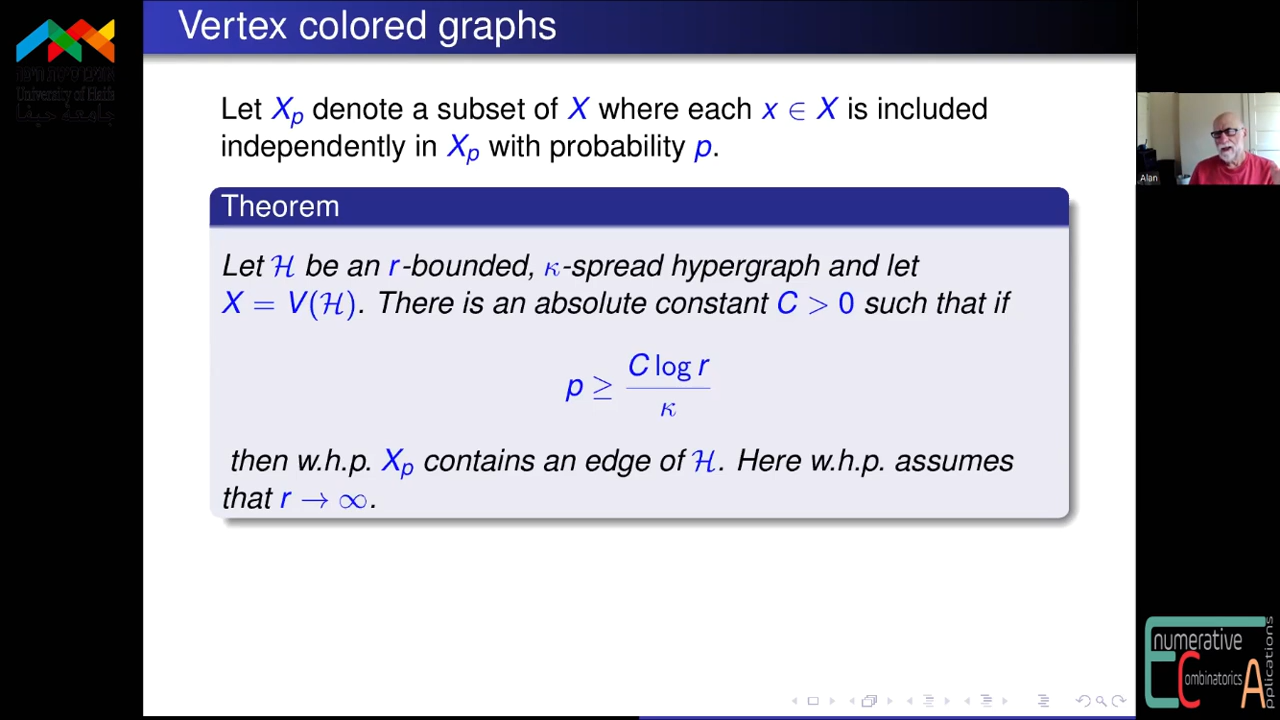 Vertex colored graphs
Let X_p denote a subset of X where each x ∈ X is included
independently in X_p with probability p.
Theorem
Let ℋ be an r-bounded, κ-spread hypergraph and let
X = V(ℋ). There is an absolute constant C > 0 such that if
p ≥ C log r / κ
then w.h.p. X_p contains an edge of ℋ. Here w.h.p. assumes
that r → ∞.
University of Haifa
Alan
Enumerative
Combinatorics
Applications